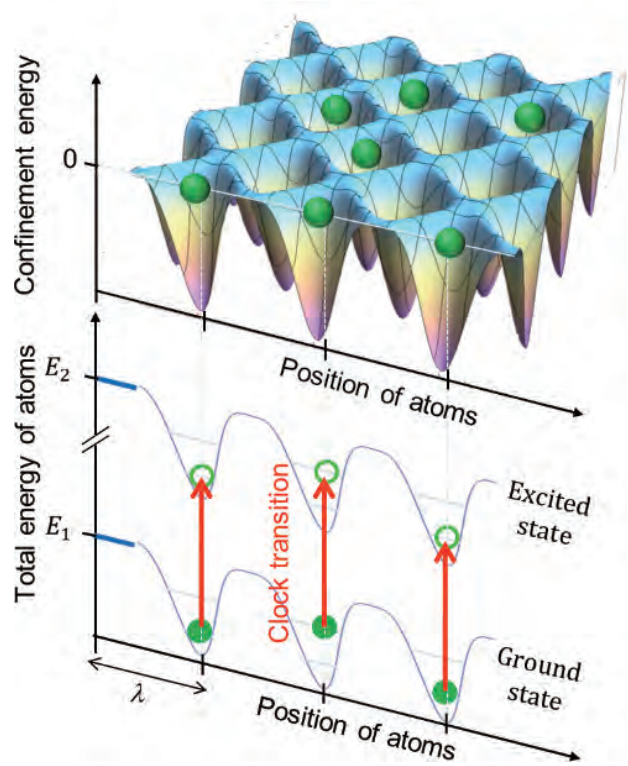 Confinement energy
0
Position of atoms
Total energy of atoms
E₂
E₁
Clock transition
Excited
state
Ground
state
λ
Position of atoms